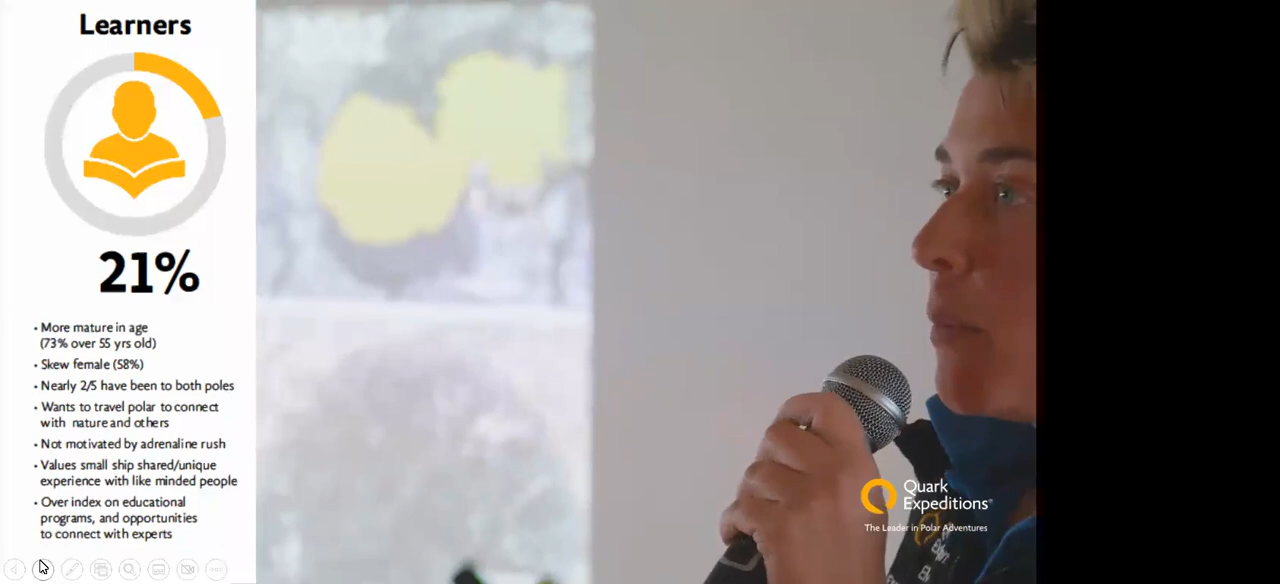 Learners
21%
• More mature in age
(73% over 55 yrs old)
• Skew female (58%)
• Nearly 2/5 have been to both poles
• Wants to travel polar to connect
with nature and others
• Not motivated by adrenaline rush
• Values small ship shared/unique
experience with like minded people
• Over index on educational
programs, and opportunities
to connect with experts
Quark
Expeditions®
The Leader in Polar Adventures